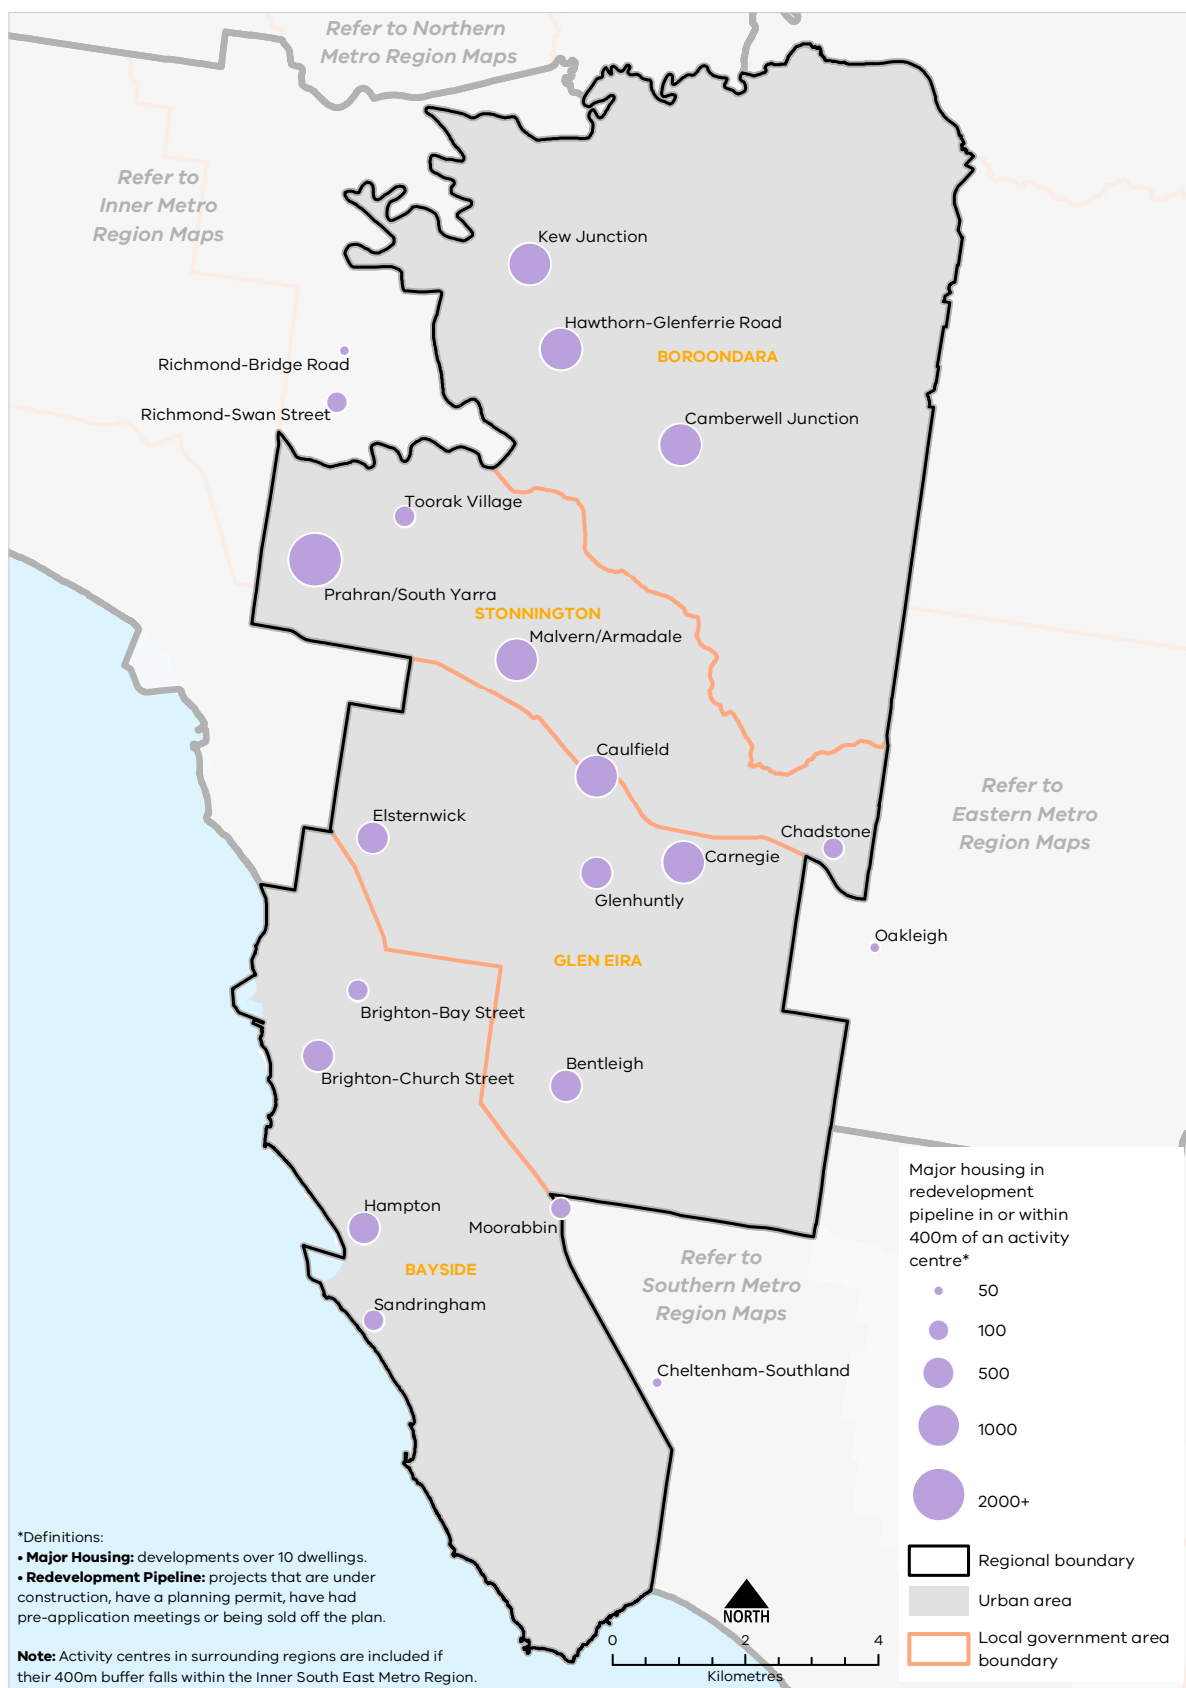 Refer to Northern
Metro Region Maps
Refer to
Inner Metro
Region Maps
Kew Junction
Hawthorn-Glenferrie Road
BOROONDARA
Richmond-Bridge Road
Richmond-Swan Street
Camberwell Junction
Toorak Village
Prahran/South Yarra
STONNINGTON
Malvern/Armadale
Caulfield
Refer to
Eastern Metro
Region Maps
Elsternwick
Chadstone
Carnegie
Glenhuntly
Oakleigh
GLEN EIRA
Brighton-Bay Street
Brighton-Church Street
Bentleigh
Hampton
Moorabbin
BAYSIDE
Refer to
Southern Metro
Region Maps
Sandringham
Cheltenham-Southland
Major housing in
redevelopment
pipeline in or within
400m of an activity
centre*
50
100
500
1000
2000+
Regional boundary
Urban area
Local government area
boundary
*Definitions:
• Major Housing: developments over 10 dwellings.
• Redevelopment Pipeline: projects that are under
construction, have a planning permit, have had
pre-application meetings or being sold off the plan.
Note: Activity centres in surrounding regions are included if
their 400m buffer falls within the Inner South East Metro Region.
NORTH
0 2 4
Kilometres